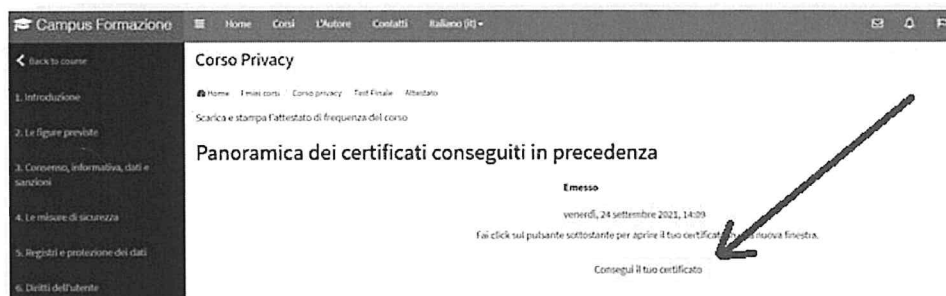 Campus Formazione
Home Corsi L'Autore Contatti Italiano (it)
Back to course
1. Introduzione
2. Le figure previste
3. Consenso, informativa, dati e
sanzioni
4. Le misure di sicurezza
5. Registri e protezione dei dati
6. Diritti dell'utente
Corso Privacy
Home I miei corsi Corso privacy Test Finale Attestato
Scarica e stampa l'attestato di frequenza del corso
Panoramica dei certificati conseguiti in precedenza
Emesso
venerdì, 24 settembre 2021, 14:09
Fai click sul pulsante sottostante per aprire il tuo certificato nuova finestra.
Consegui il tuo certificato